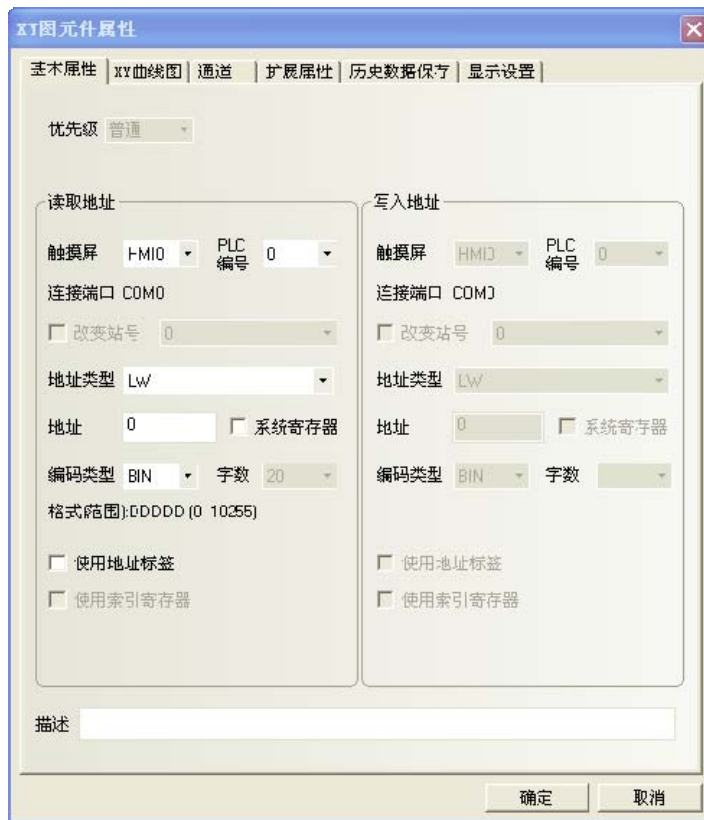 XY图元件属性
基本属性 XY曲线图 通道 扩展属性 历史数据保存 显示设置
优先级 普通
读取地址
触摸屏 HMI0 PLC编号 0
连接端口 COM0
改变站号 0
地址类型 LW
地址 0 系统寄存器
编码类型 BIN 字数 20
格式(范围):DDDDD (0 10255)
使用地址标签
使用索引寄存器
写入地址
触摸屏 HMI0 PLC编号 0
连接端口 COM0
改变站号 0
地址类型 LW
地址 0 系统寄存器
编码类型 BIN 字数
使用地址标签
使用索引寄存器
描述
确定 取消